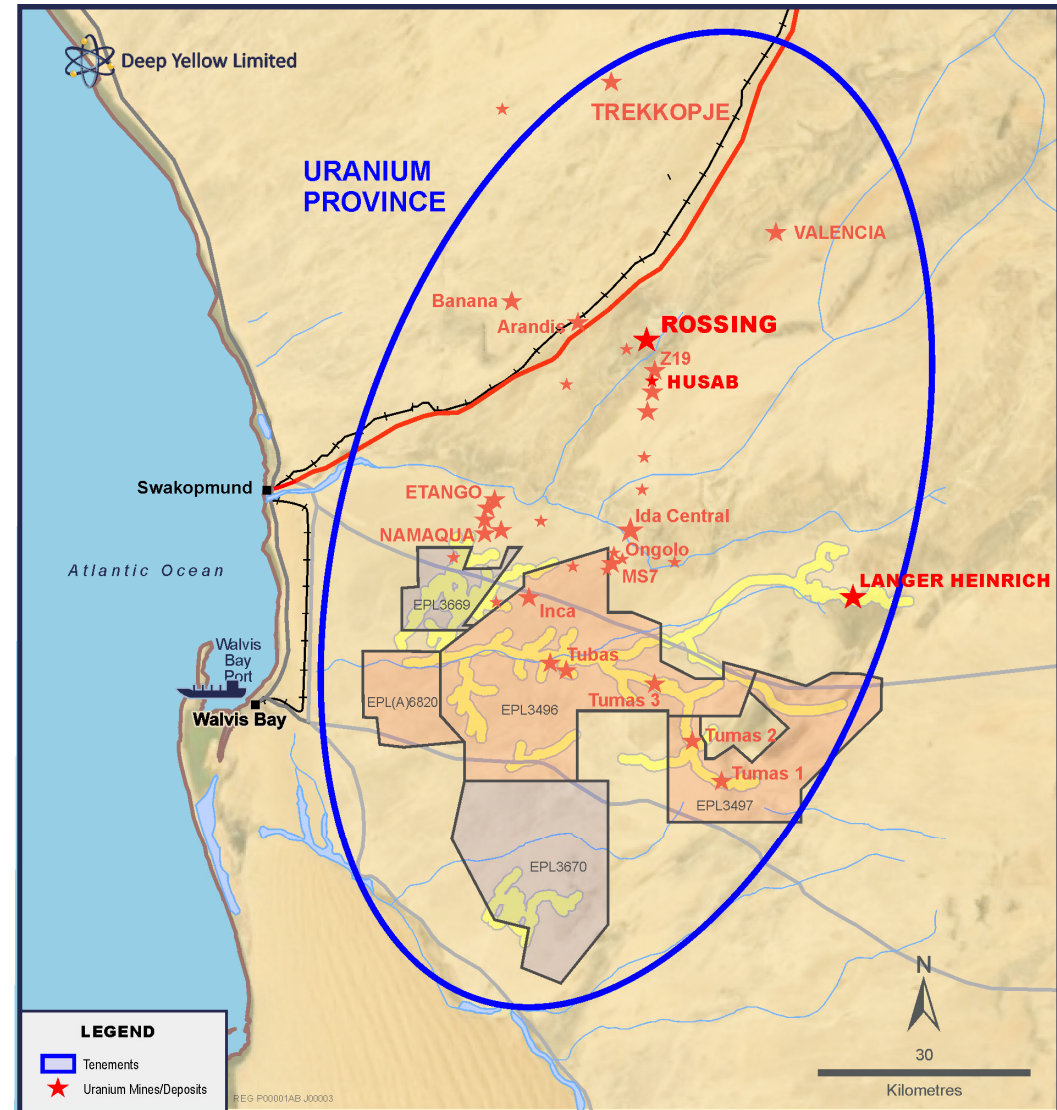 Deep Yellow Limited
TREKKOPJE
URANIUM
PROVINCE
VALENCIA
Banana
Arandis
ROSSING
Z19
HUSAB
Swakopmund
ETANGO
NAMAQUA
Ida Central
Ongolo
MS7
Atlantic Ocean
LANGER HEINRICH
EPL3669
Inca
Walvis
Bay
Port
Tubas
EPL(A)6820
EPL3496
Tumas 3
Walvis Bay
Tumas 2
Tumas 1
EPL3497
EPL3670
N
30
Kilometres
LEGEND
Tenements
Uranium Mines/Deposits
REG P00001AB J00003